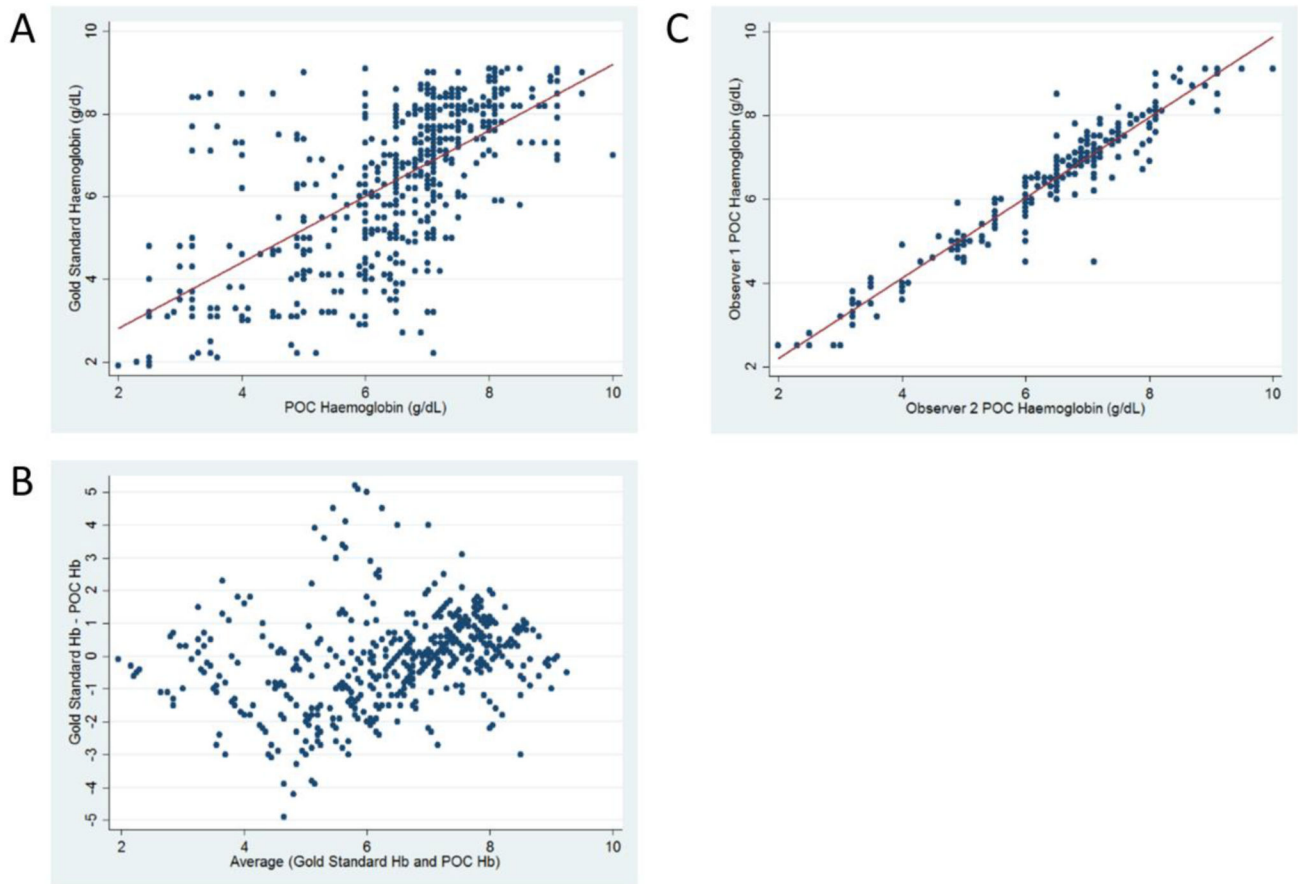 A
Gold Standard Haemoglobin (g/dL)
10
8
6
4
2
2 4 6 8 10
POC Haemoglobin (g/dL)
C
Observer 1 POC Haemoglobin (g/dL)
10
8
6
4
2
2 4 6 8 10
Observer 2 POC Haemoglobin (g/dL)
B
Gold Standard Hb - POC Hb
5
4
3
2
1
0
-1
-2
-3
-4
-5
2 4 6 8 10
Average (Gold Standard Hb and POC Hb)